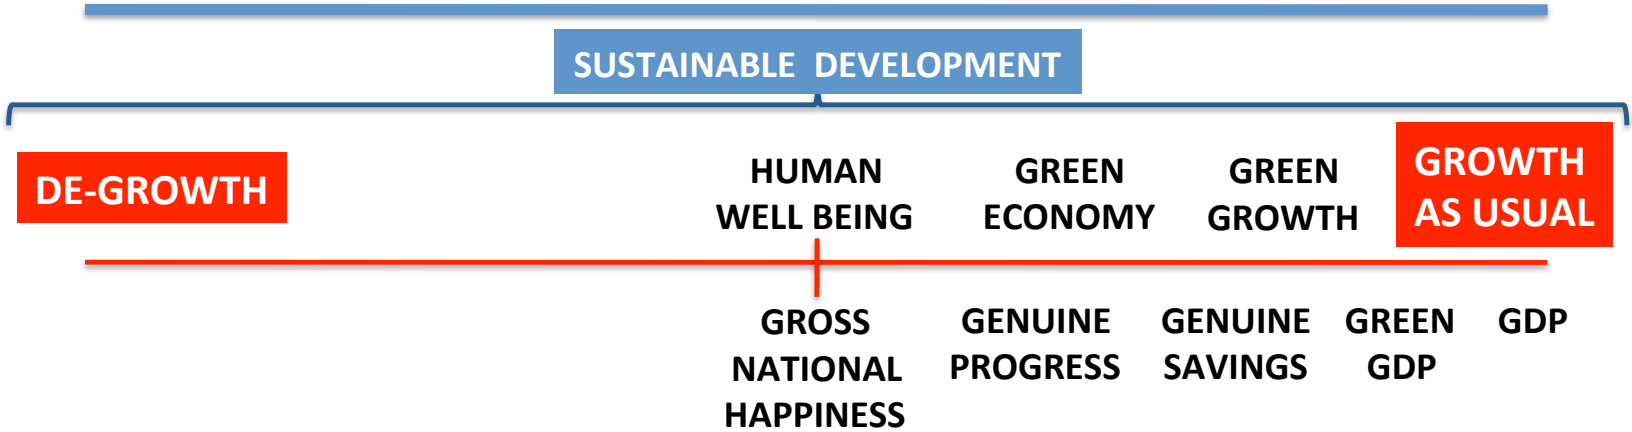 SUSTAINABLE DEVELOPMENT
DE-GROWTH
HUMAN
WELL BEING
GREEN
ECONOMY
GREEN
GROWTH
GROWTH
AS USUAL
GROSS
NATIONAL
HAPPINESS
GENUINE
PROGRESS
GENUINE
SAVINGS
GREEN
GDP
GDP